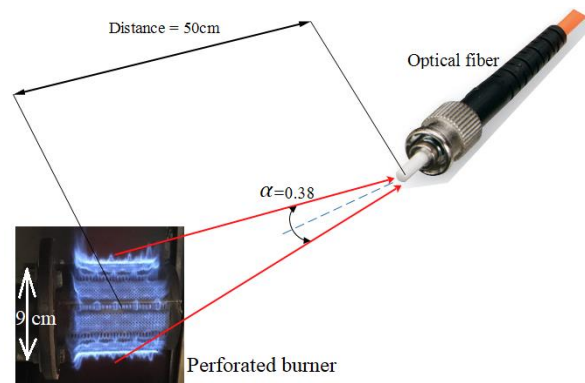 Distance = 50cm
Optical fiber
α=0.38
9 cm
Perforated burner